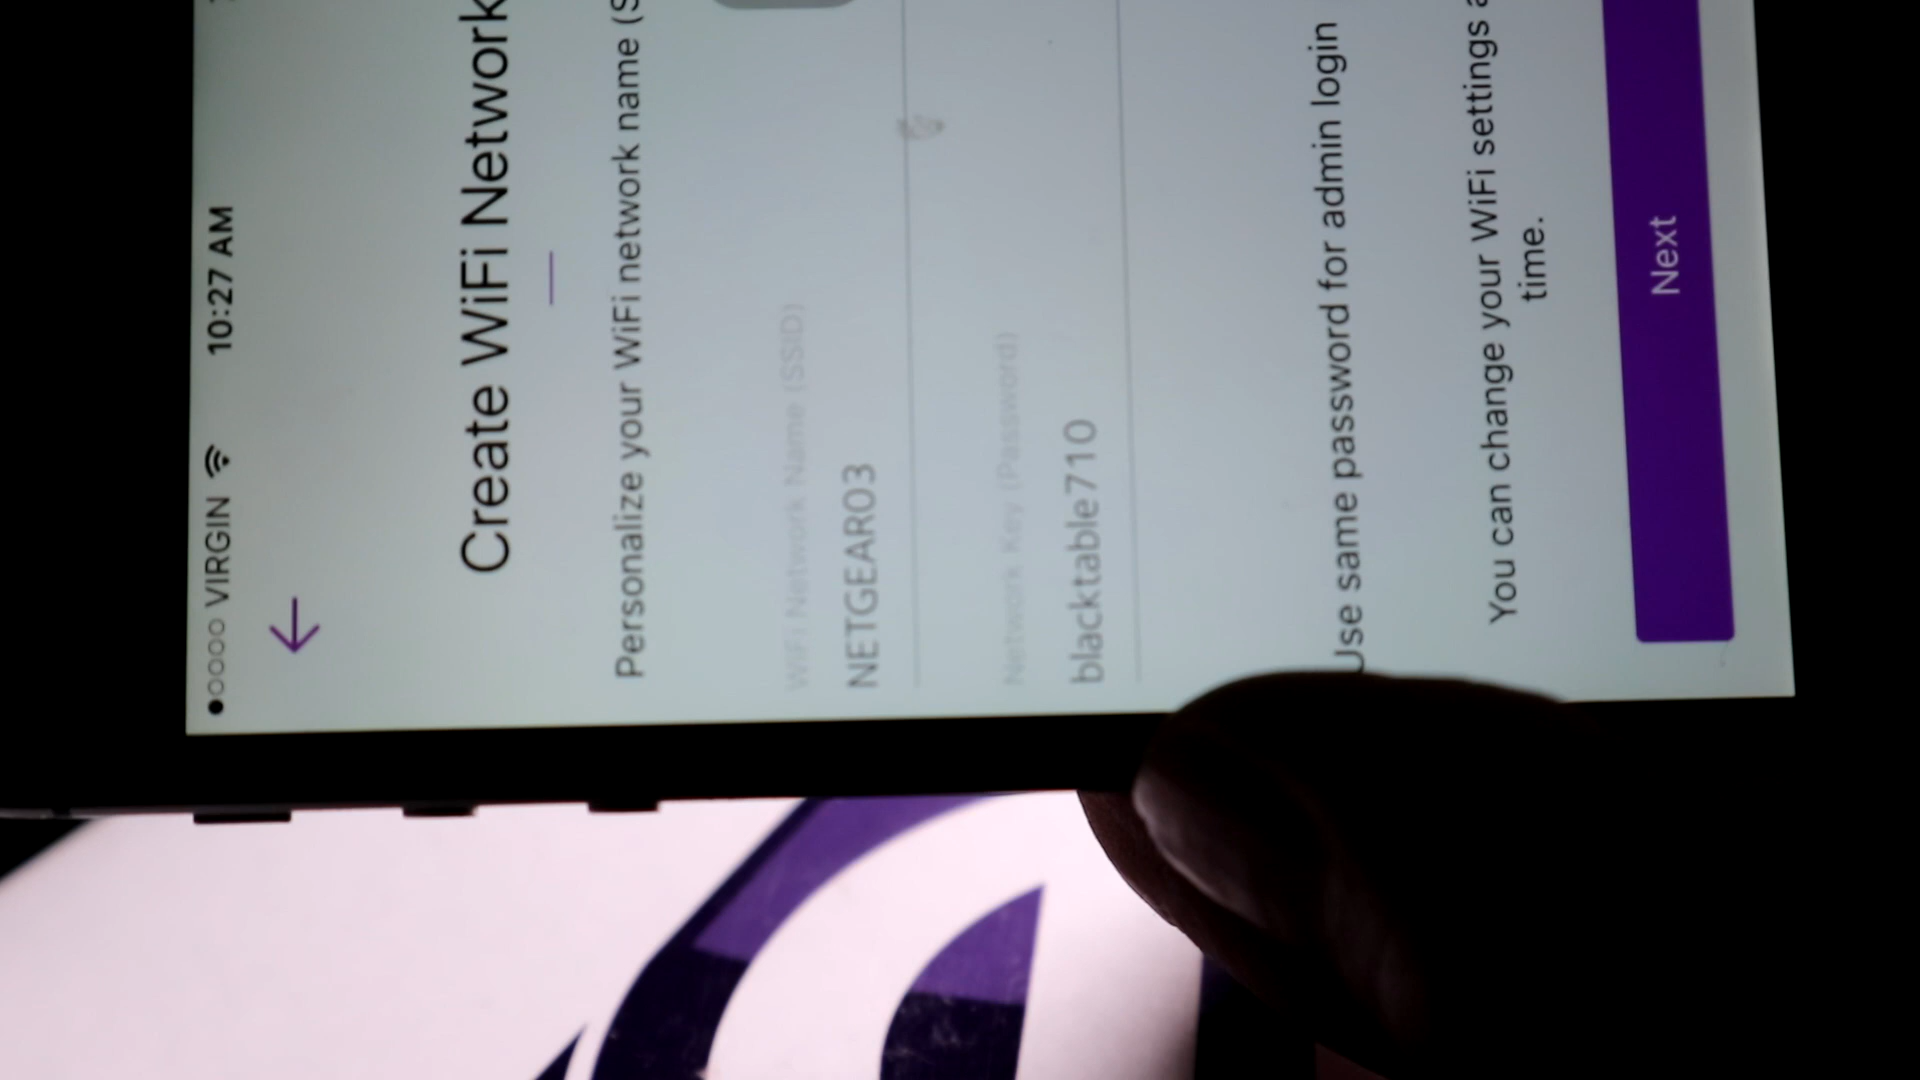 VIRGIN 10:27 AM
Create WiFi Network
Personalize your WiFi network name (S
WiFi Network Name (SSID)
NETGEAR03
Network Key (Password)
blacktable710
Use same password for admin login
You can change your WiFi settings a
time.
Next